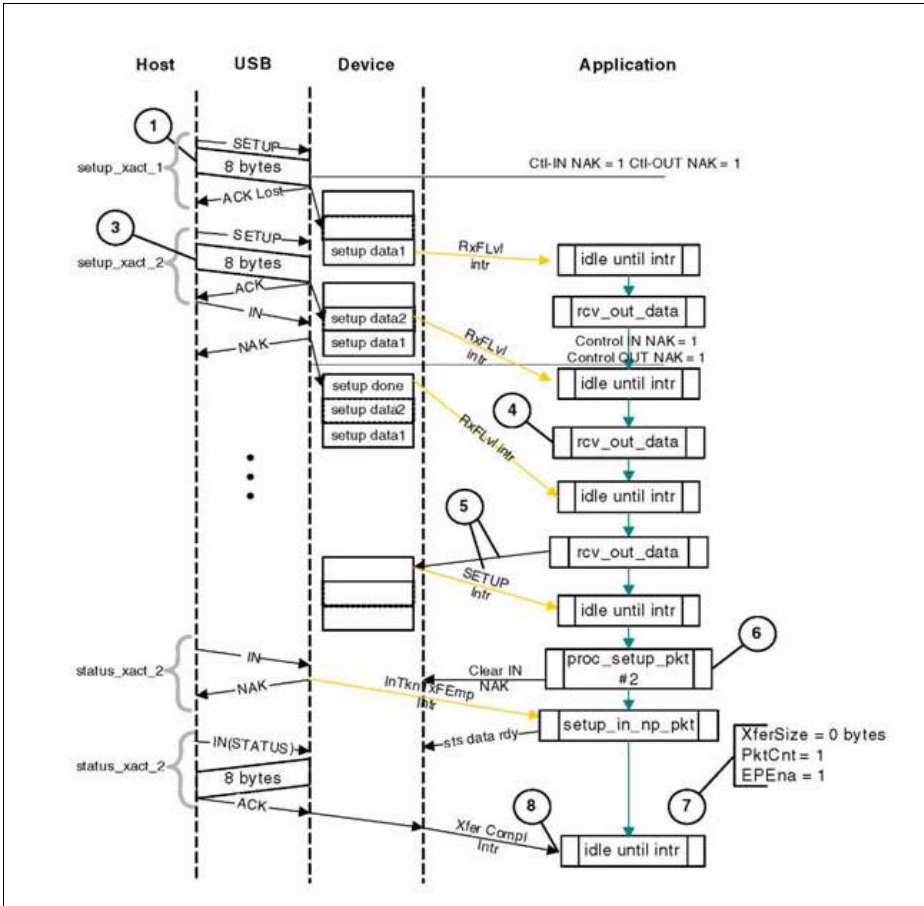 Host USB Device Application
1
SETUP
setup_xact_1
8 bytes
Ctl-IN NAK = 1 Ctl-OUT NAK = 1
ACK Lost
3
SETUP
setup data1
RxFLvl
intr
idle until intr
setup_xact_2
8 bytes
ACK
IN
setup data2
setup data1
rcv_out_data
RxFLvl
intr
Control IN NAK = 1
Control OUT NAK = 1
NAK
setup done
setup data2
setup data1
idle until intr
4
RxFLvl intr
rcv_out_data
idle until intr
5
rcv_out_data
SETUP
Intr
idle until intr
6
IN
status_xact_2
NAK
Clear IN
NAK
proc_setup_pkt
#2
InTknTxFEmp
Intr
setup_in_np_pkt
IN(STATUS)
sts data rdy
XferSize = 0 bytes
PktCnt = 1
EPEna = 1
status_xact_2
8 bytes
ACK
7
8
Xfer Compl
Intr
idle until intr